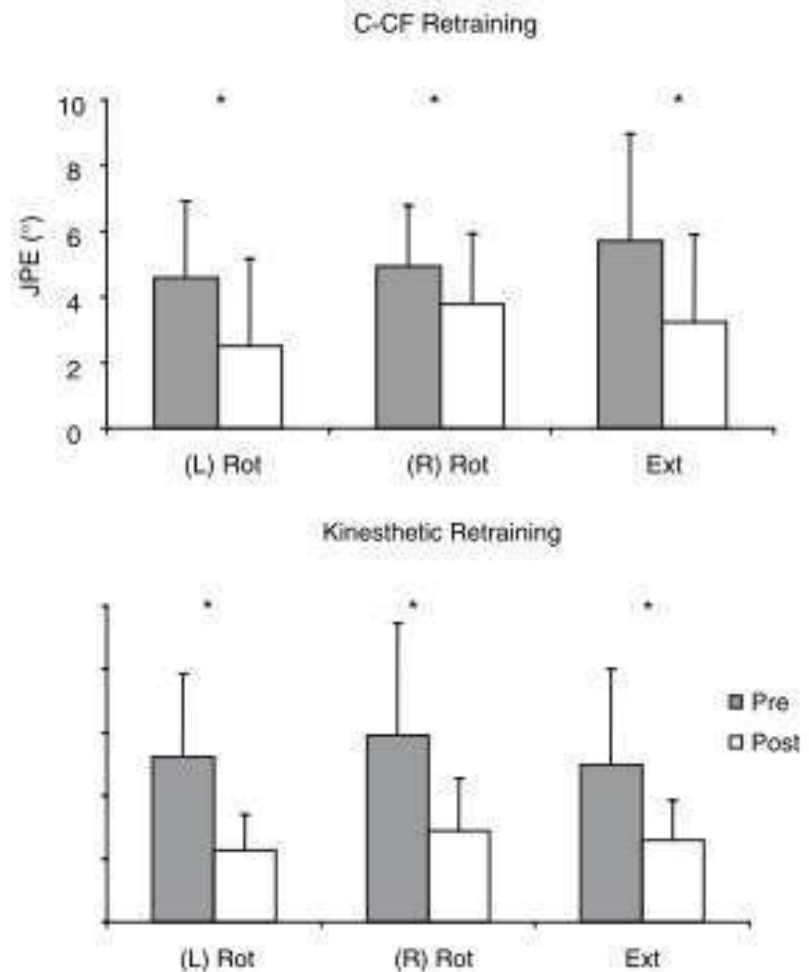 C-CF Retraining
* * *
10
8
6
4
2
0
JPE (°)
(L) Rot (R) Rot Ext
Kinesthetic Retraining
* * *
Pre
Post
(L) Rot (R) Rot Ext